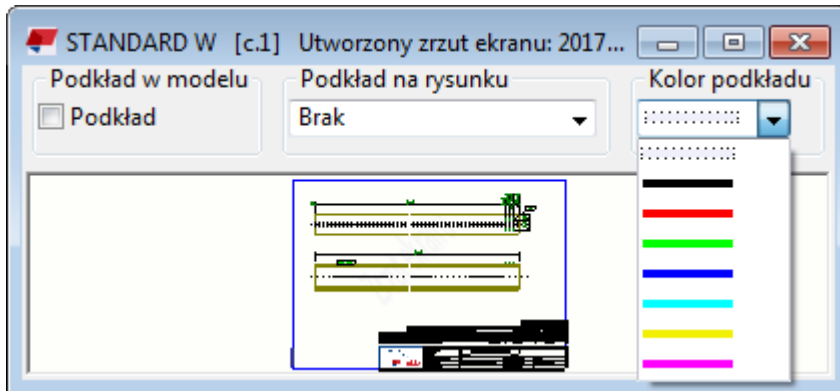 STANDARD W [c.1] Utworzony zrzut ekranu: 2017...
Podkład w modelu
Podkład na rysunku
Kolor podkładu
Podkład
Brak